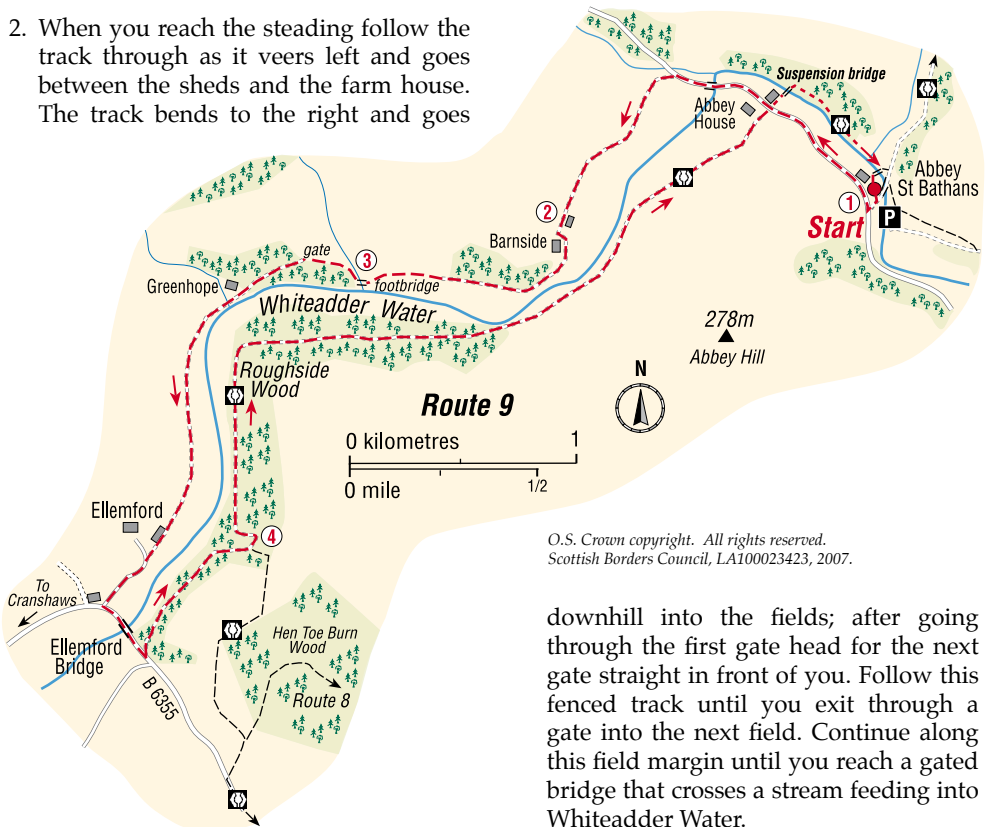 2. When you reach the steading follow the
track through as it veers left and goes
between the sheds and the farm house.
The track bends to the right and goes
Suspension bridge
Abbey
House
Abbey
St Bathans
1
P
Start
2
Barnside
3
gate
footbridge
Greenhope
Whiteadder Water
278m
Abbey Hill
Roughside
Wood
Route 9
N
0 kilometres 1
0 mile 1/2
Ellemford
4
To
Cranshaws
Ellemford
Bridge
B 6355
Hen Toe Burn
Wood
Route 8
O.S. Crown copyright. All rights reserved.
Scottish Borders Council, LA100023423, 2007.
downhill into the fields; after going
through the first gate head for the next
gate straight in front of you. Follow this
fenced track until you exit through a
gate into the next field. Continue along
this field margin until you reach a gated
bridge that crosses a stream feeding into
Whiteadder Water.